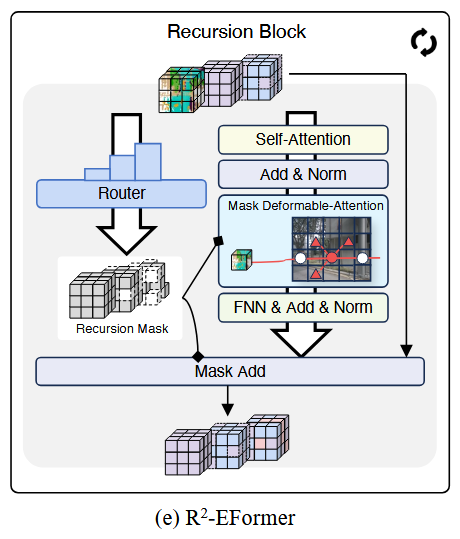 Recursion Block
Self-Attention
Add & Norm
Router
Mask Deformable-Attention
Recursion Mask
FNN & Add & Norm
Mask Add
(e) R²-EFormer